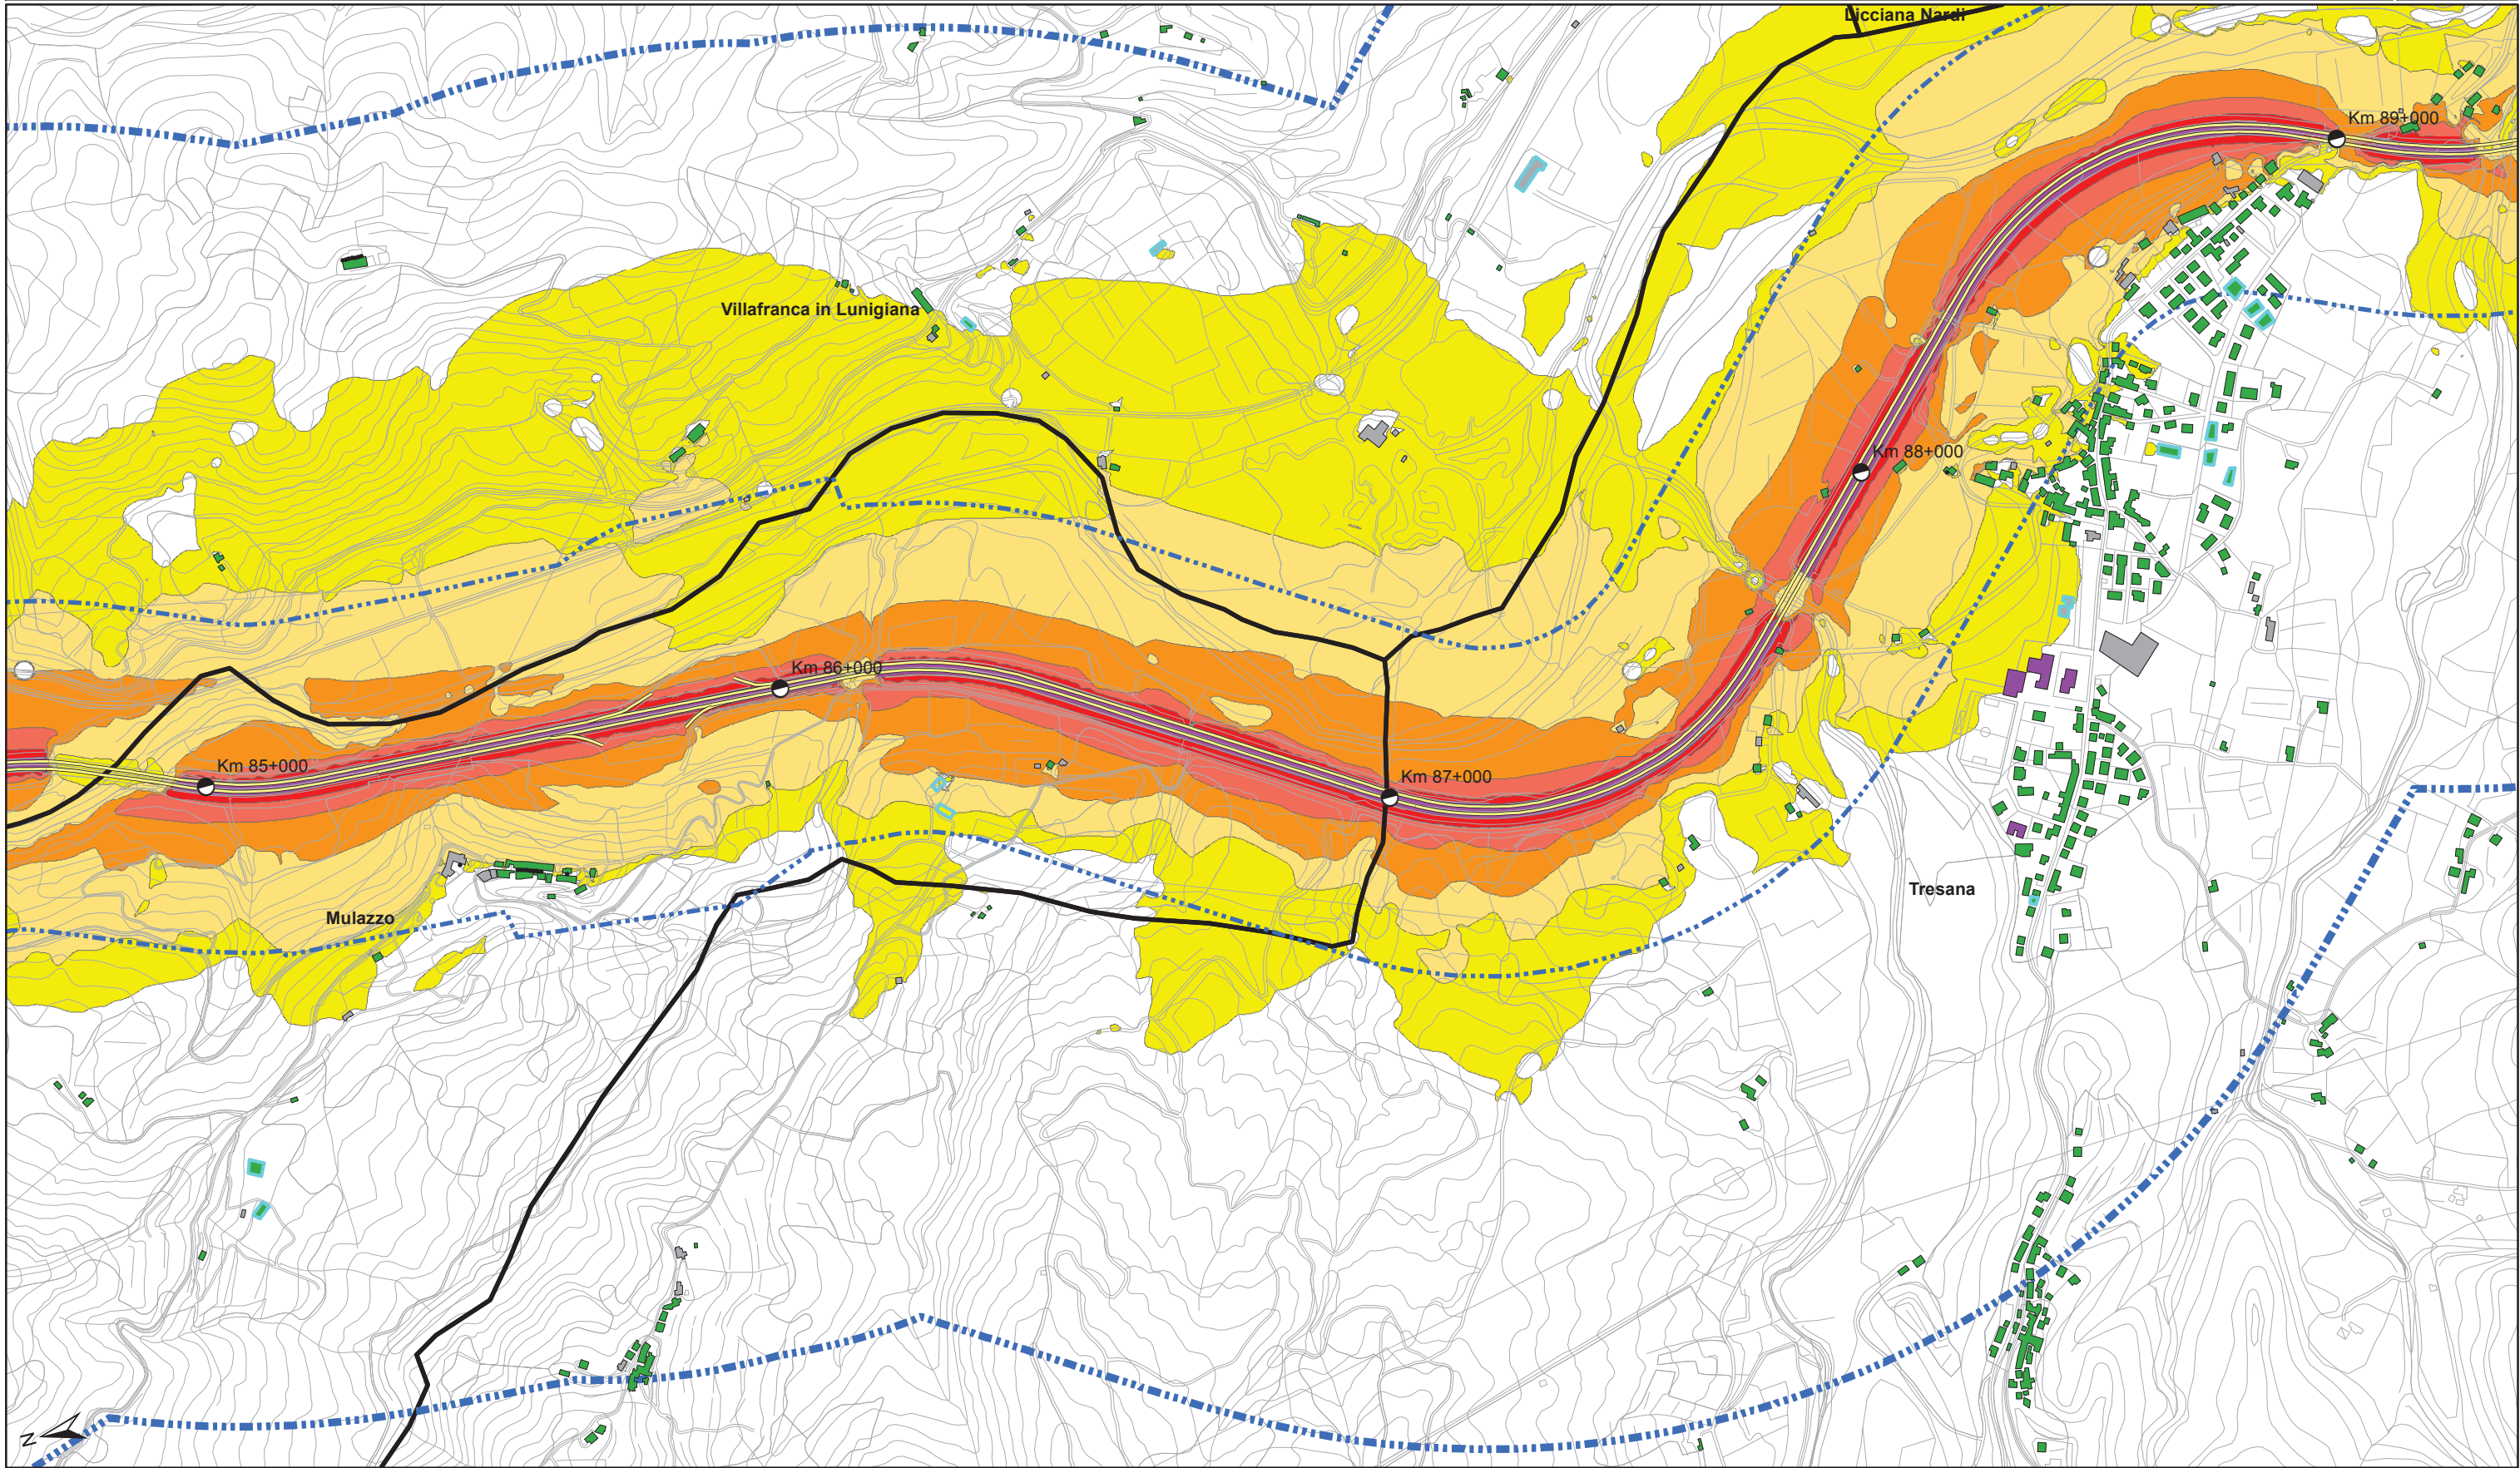 Licciana Nardi
Km 89+000
Villafranca in Lunigiana
Km 88+000
Km 86+000
Km 85+000
Km 87+000
Tresana
Mulazzo
N